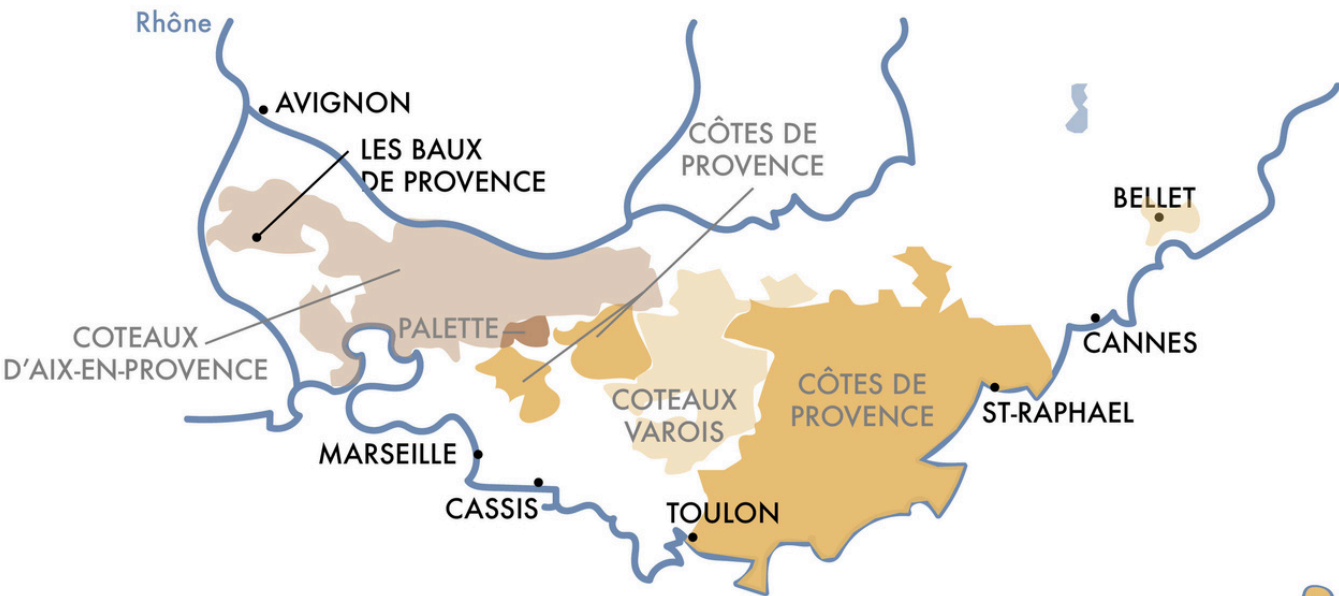 Rhône
AVIGNON
LES BAUX
DE PROVENCE
CÔTES DE
PROVENCE
BELLET
COTEAUX
D'AIX-EN-PROVENCE
PALETTE
CANNES
COTEAUX
VAROIS
CÔTES DE
PROVENCE
ST-RAPHAEL
MARSEILLE
CASSIS
TOULON